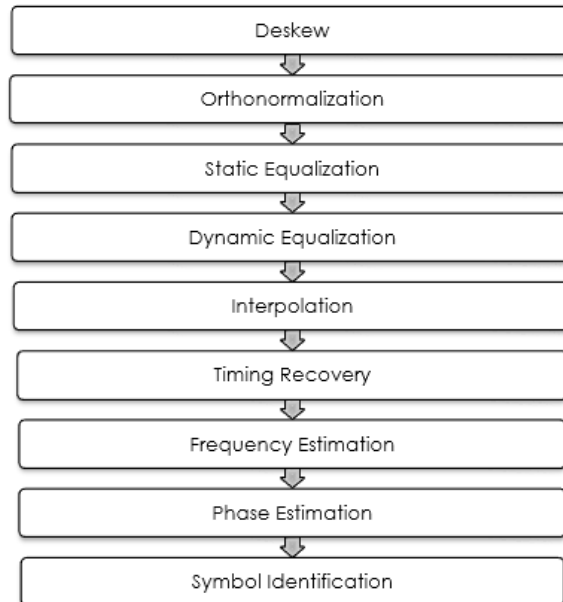 Deskew
Orthonormalization
Static Equalization
Dynamic Equalization
Interpolation
Timing Recovery
Frequency Estimation
Phase Estimation
Symbol Identification